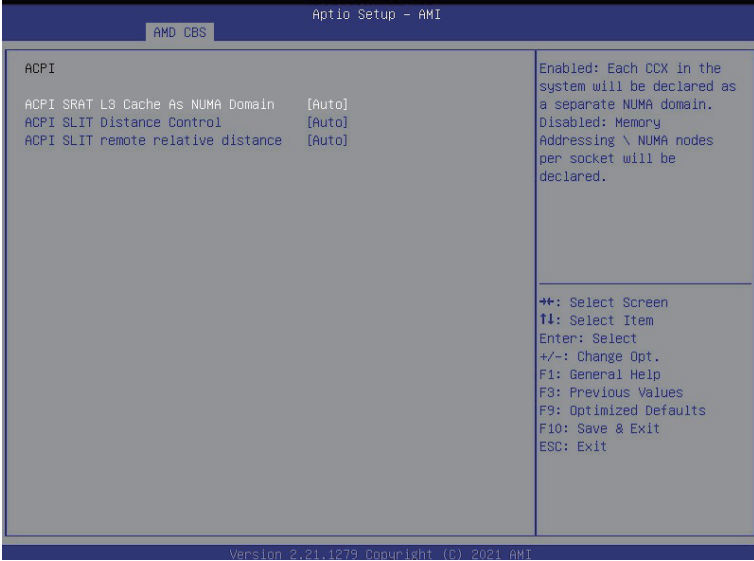 Aptio Setup – AMI
AMD CBS
ACPI
ACPI SRAT L3 Cache As NUMA Domain [Auto]
ACPI SLIT Distance Control [Auto]
ACPI SLIT remote relative distance [Auto]
Enabled: Each CCX in the
system will be declared as
a separate NUMA domain.
Disabled: Memory
Addressing \ NUMA nodes
per socket will be
declared.
→←: Select Screen
↑↓: Select Item
Enter: Select
+/-: Change Opt.
F1: General Help
F3: Previous Values
F9: Optimized Defaults
F10: Save & Exit
ESC: Exit
Version 2.21.1279 Copyright (C) 2021 AMI